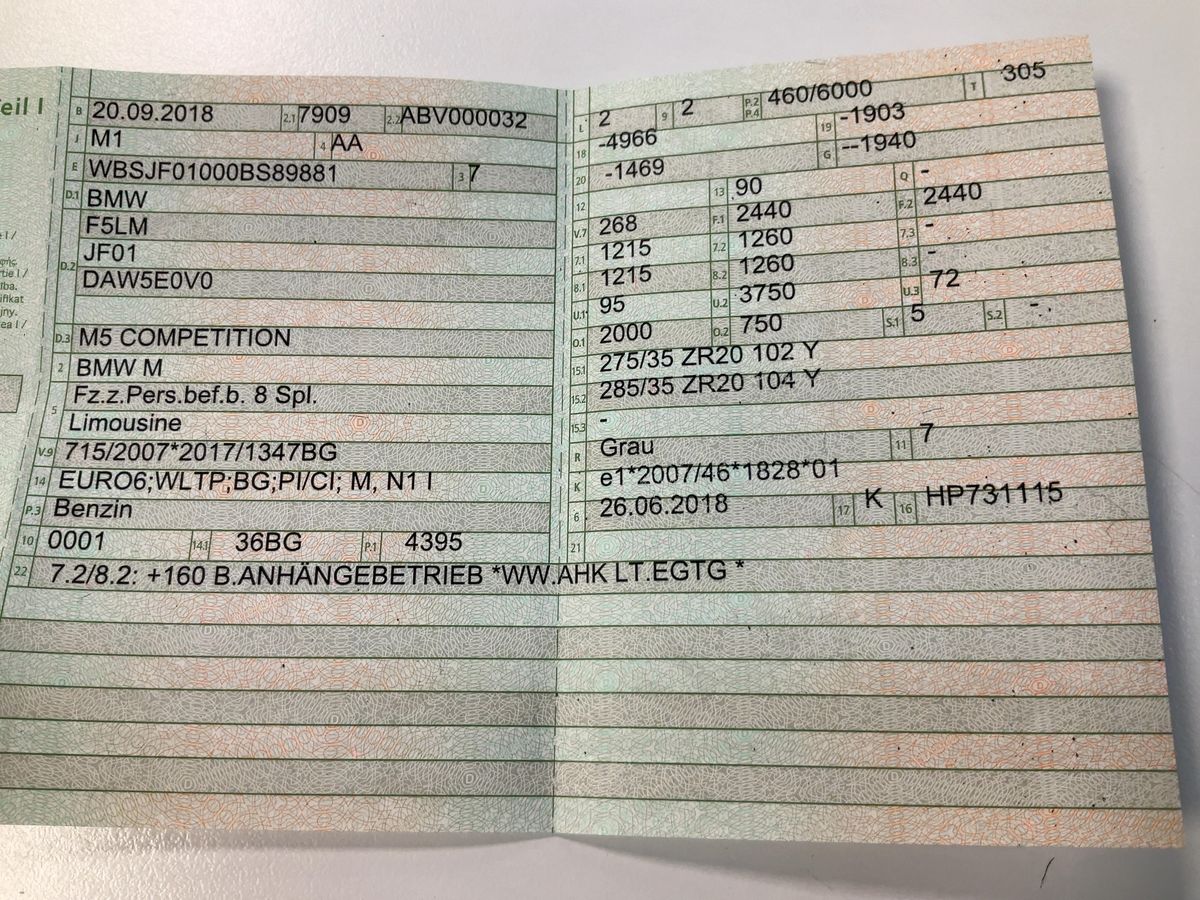 eil I
B 20.09.2018 2.1 7909 2.2 ABV000032
J M1 4 AA
E WBSJF01000BS89881 3 7
D.1 BMW
F5LM
D.2 JF01
DAW5E0V0
D.3 M5 COMPETITION
2 BMW M
5 Fz.z.Pers.bef.b. 8 Spl.
Limousine
V.9 715/2007*2017/1347BG
14 EURO6;WLTP;BG;PI/CI; M, N1 I
P.3 Benzin
10 0001 14.1 36BG P.1 4395
L 2 9 2 P.2 P.4 460/6000 T 305
18 -4966 19 -1903
20 -1469 G --1940
12 13 90 Q -
V.7 268 F.1 2440 F.2 2440
7.1 1215 7.2 1260 7.3 -
8.1 1215 8.2 1260 8.3 -
U.1 95 U.2 3750 U.3 72
O.1 2000 O.2 750 S.1 5 S.2 -
15.1 275/35 ZR20 102 Y
15.2 285/35 ZR20 104 Y
15.3 -
R Grau 11 7
K e1*2007/46*1828*01
6 26.06.2018 17 K 16 HP731115
21
22 7.2/8.2: +160 B.ANHÄNGEBETRIEB *WW.AHK LT.EGTG *